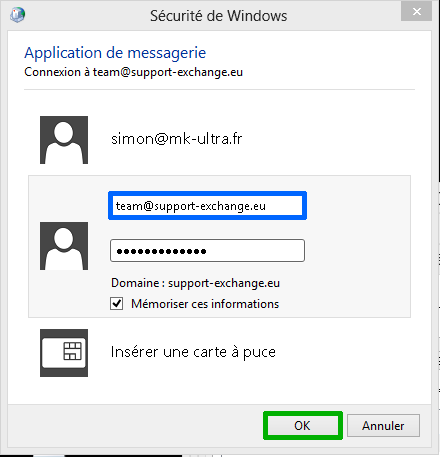 Sécurité de Windows
Application de messagerie
Connexion à team@support-exchange.eu
simon@mk-ultra.fr
team@support-exchange.eu
●●●●●●●●●●●●●
Domaine : support-exchange.eu
Mémoriser ces informations
Insérer une carte à puce
OK
Annuler